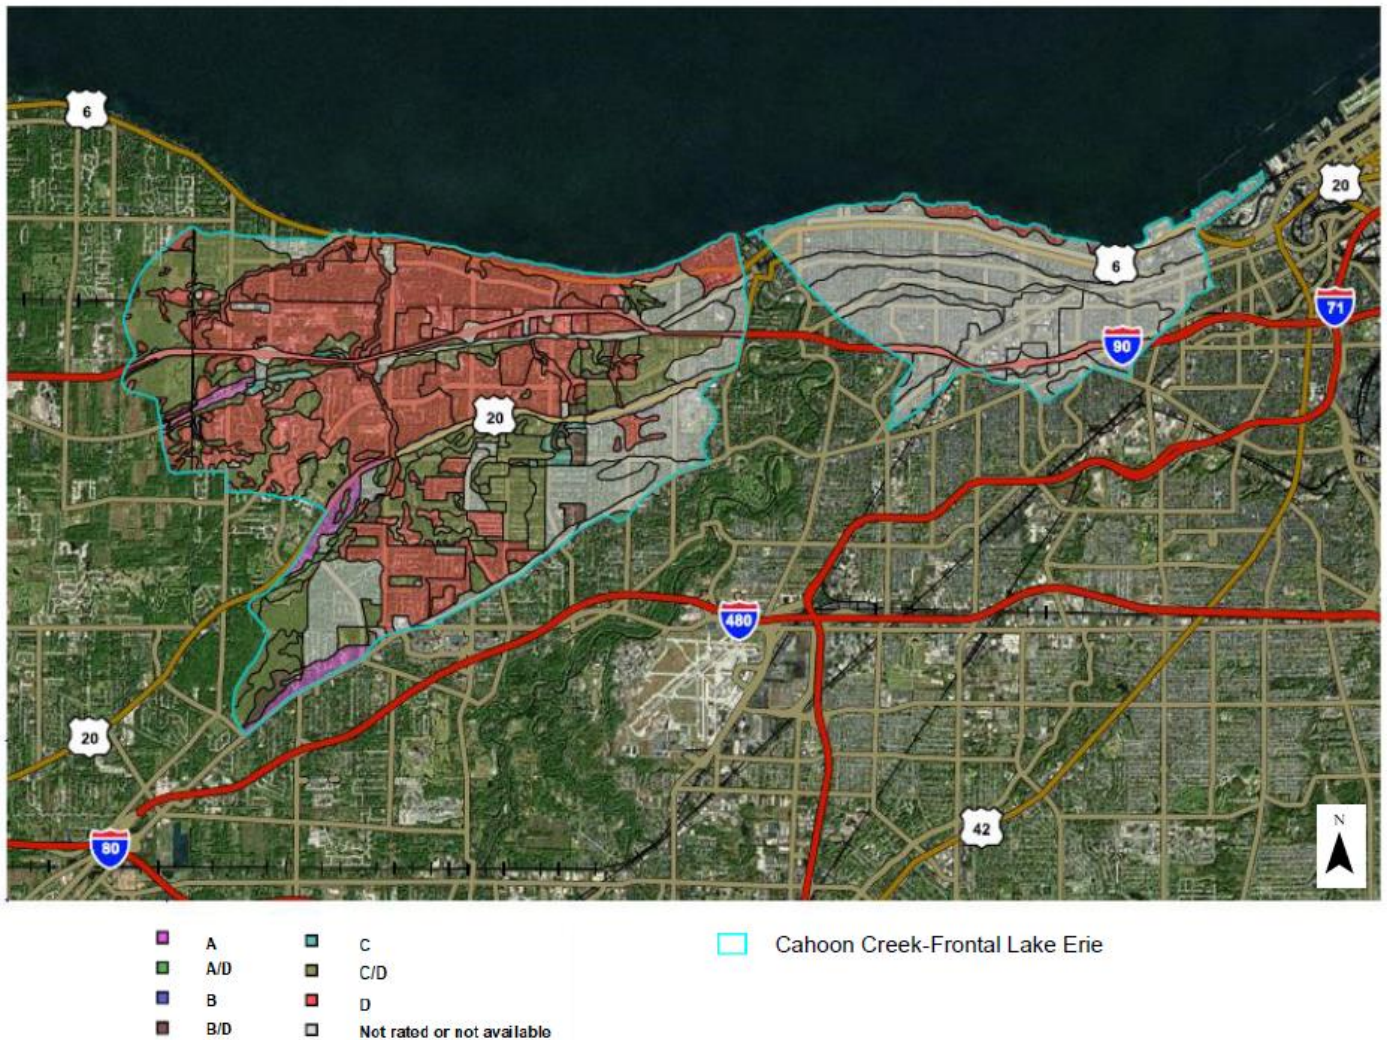 6
20
6
71
90
20
480
20
42
80
N
A
A/D
B
B/D
C
C/D
D
Not rated or not available
Cahoon Creek-Frontal Lake Erie